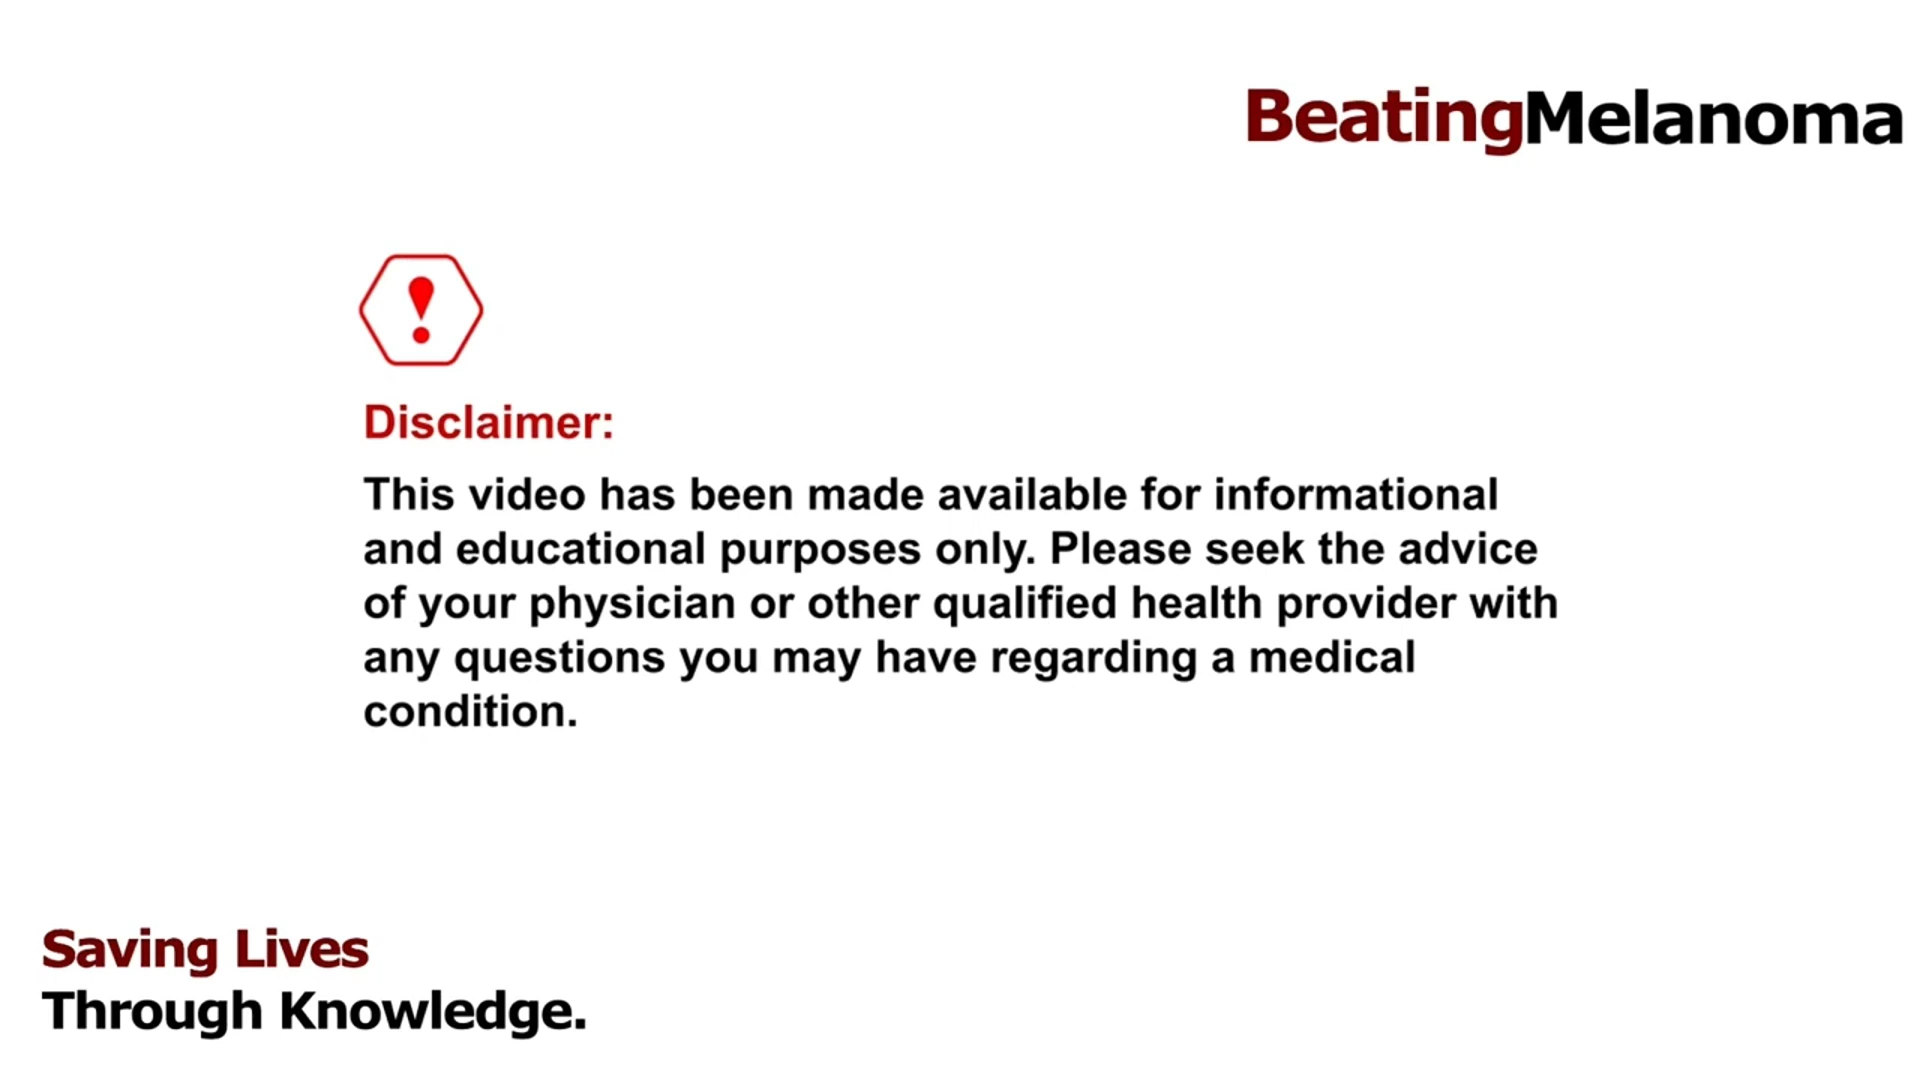 BeatingMelanoma
!
Disclaimer:
This video has been made available for informational
and educational purposes only. Please seek the advice
of your physician or other qualified health provider with
any questions you may have regarding a medical
condition.
Saving Lives
Through Knowledge.